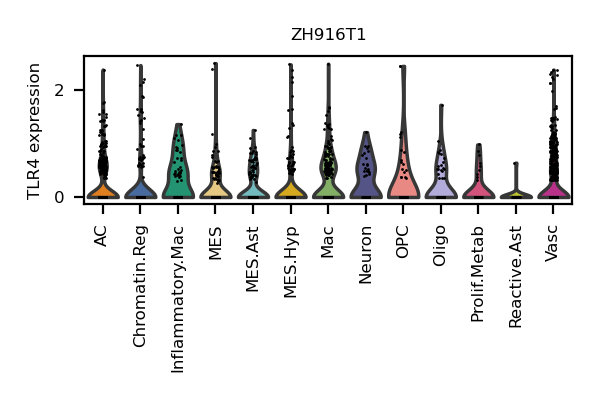 ZH916T1
TLR4 expression
2
0
AC
Chromatin.Reg
Inflammatory.Mac
MES
MES.Ast
MES.Hyp
Mac
Neuron
OPC
Oligo
Prolif.Metab
Reactive.Ast
Vasc